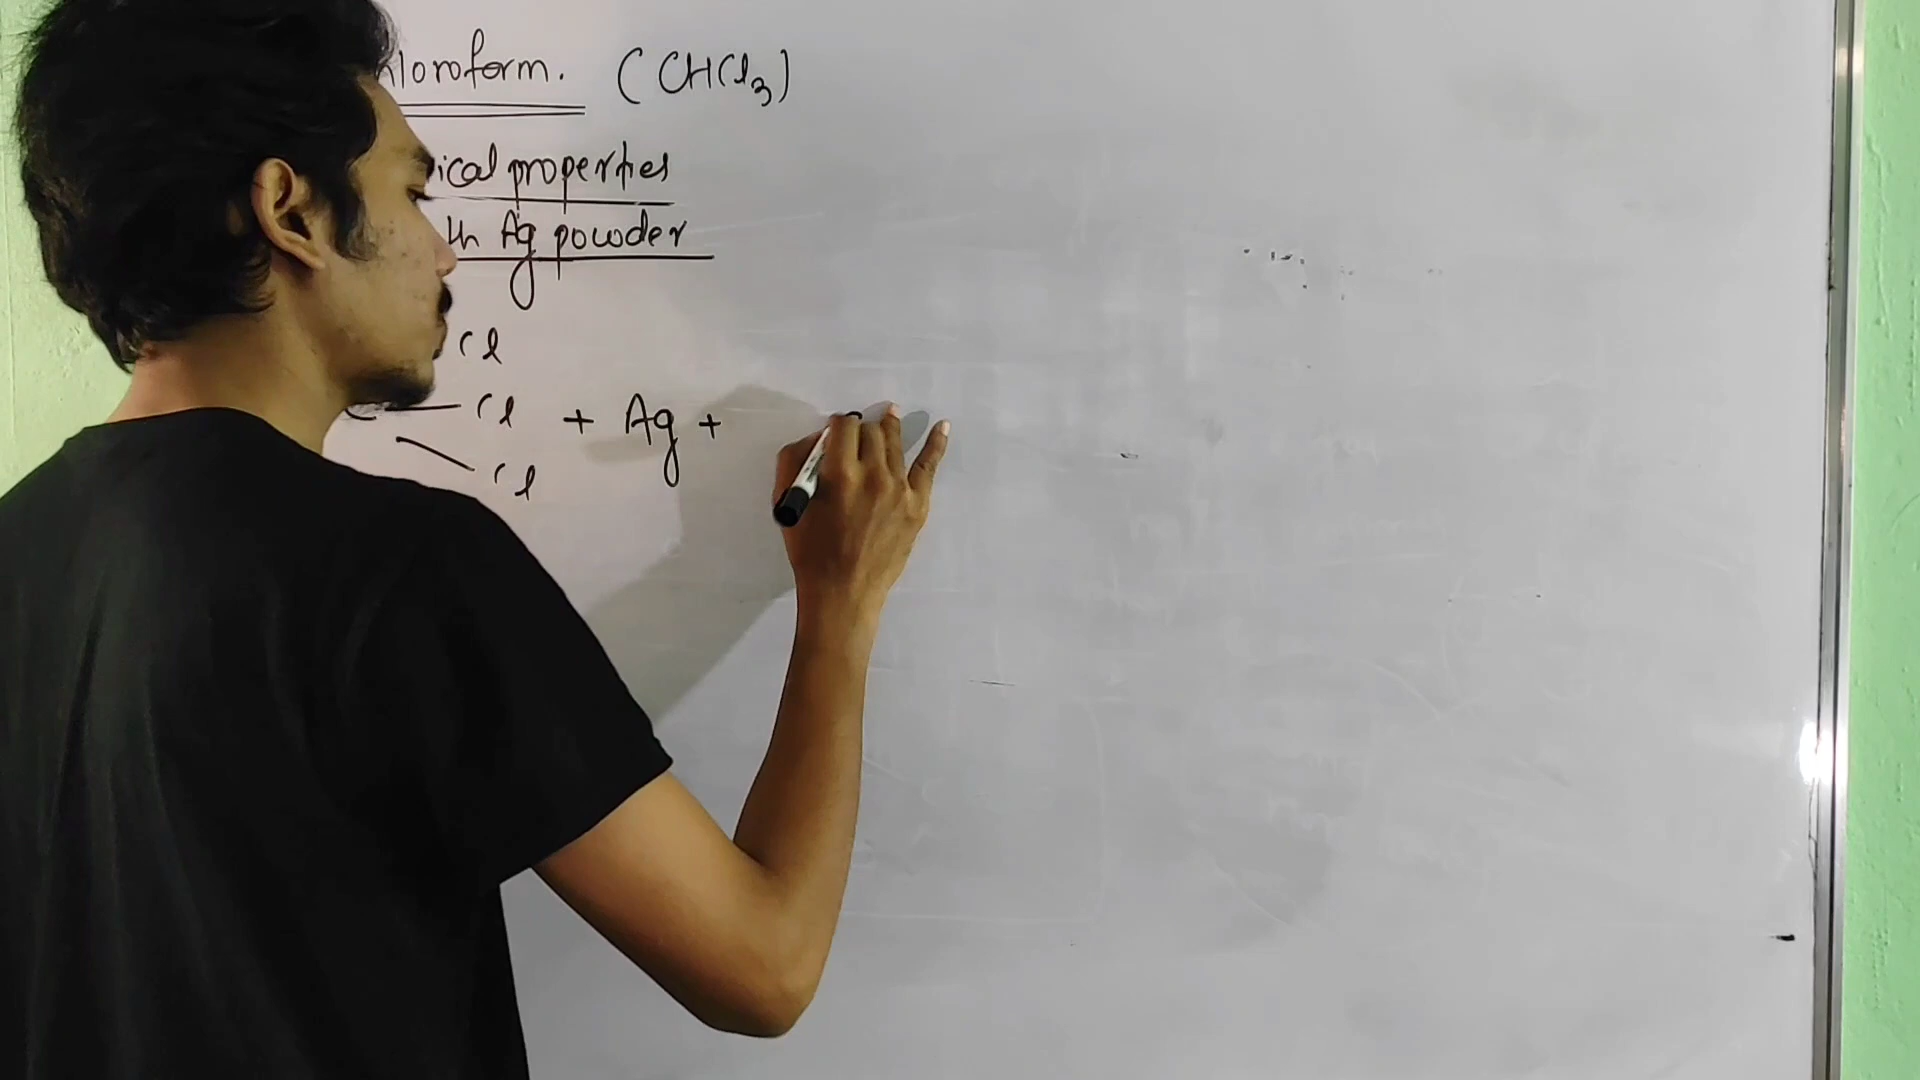 hloroform. (CHCl₃)
ical properties
th Ag powder
Cl
Cl + Ag +
Cl